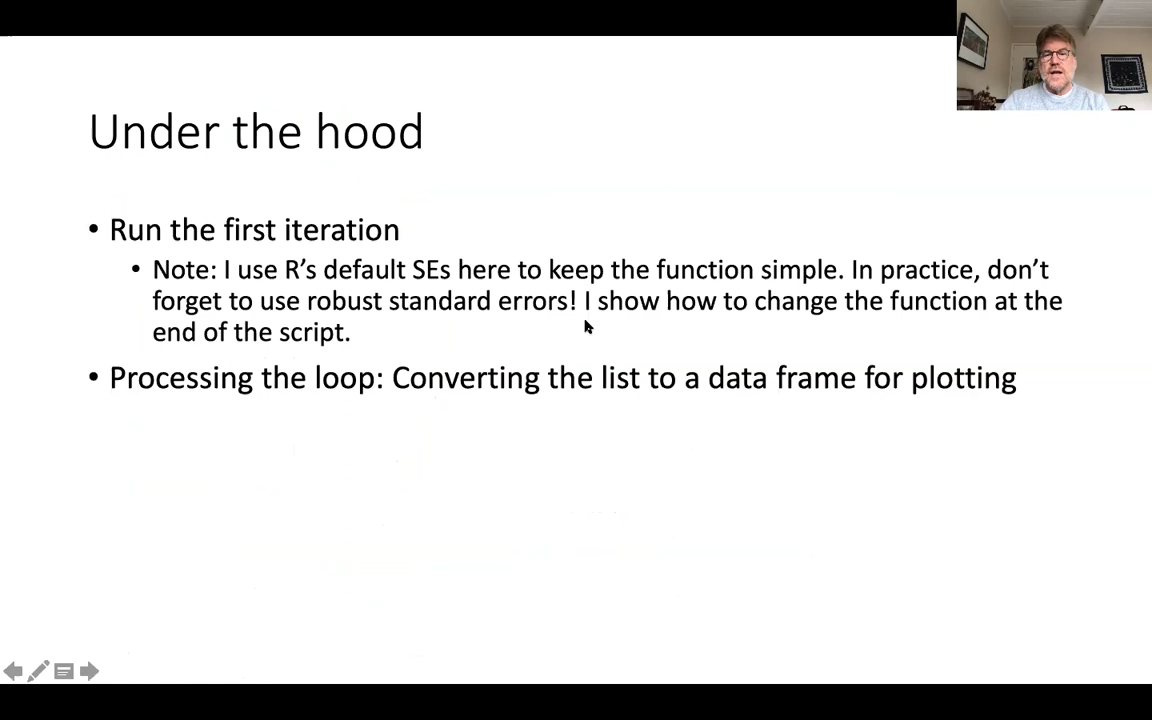 Under the hood
• Run the first iteration
• Note: I use R’s default SEs here to keep the function simple. In practice, don’t
forget to use robust standard errors! I show how to change the function at the
end of the script.
• Processing the loop: Converting the list to a data frame for plotting